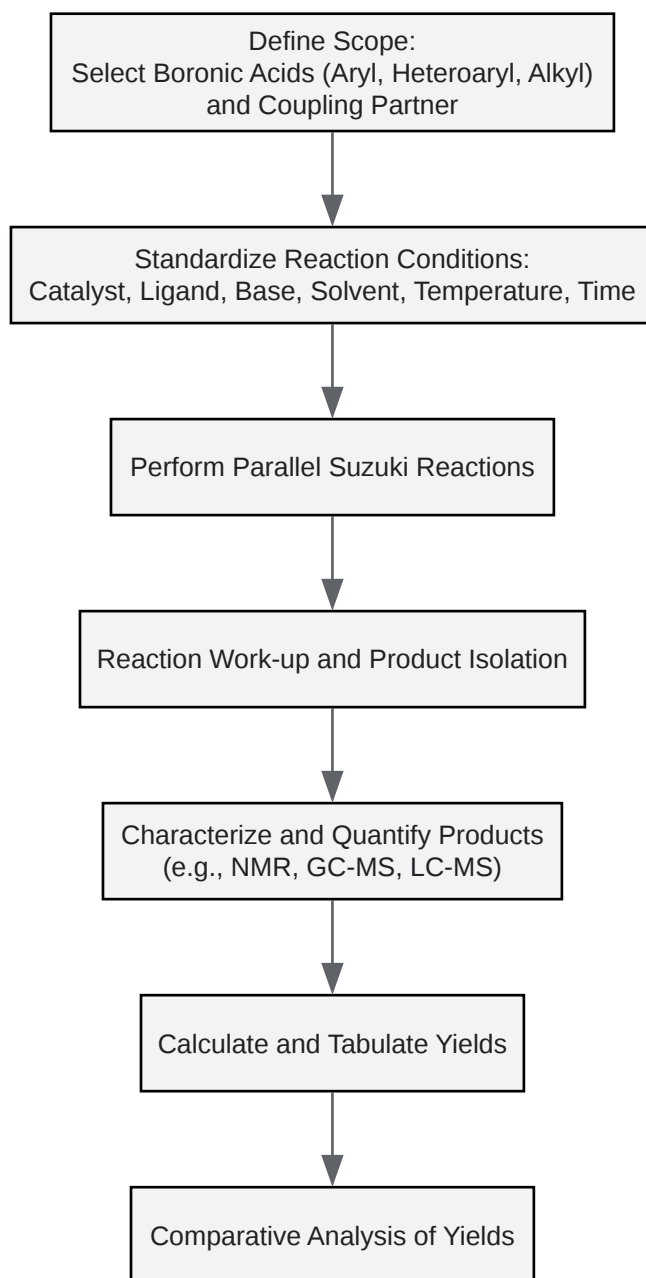 Define Scope:
Select Boronic Acids (Aryl, Heteroaryl, Alkyl)
and Coupling Partner
Standardize Reaction Conditions:
Catalyst, Ligand, Base, Solvent, Temperature, Time
Perform Parallel Suzuki Reactions
Reaction Work-up and Product Isolation
Characterize and Quantify Products
(e.g., NMR, GC-MS, LC-MS)
Calculate and Tabulate Yields
Comparative Analysis of Yields